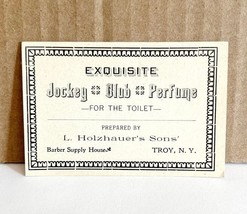 EXQUISITE
Jockey Club Perfume
—FOR THE TOILET—
PREPARED BY
L. Holzhauer's Sons'
Barber Supply House TROY, N. Y.